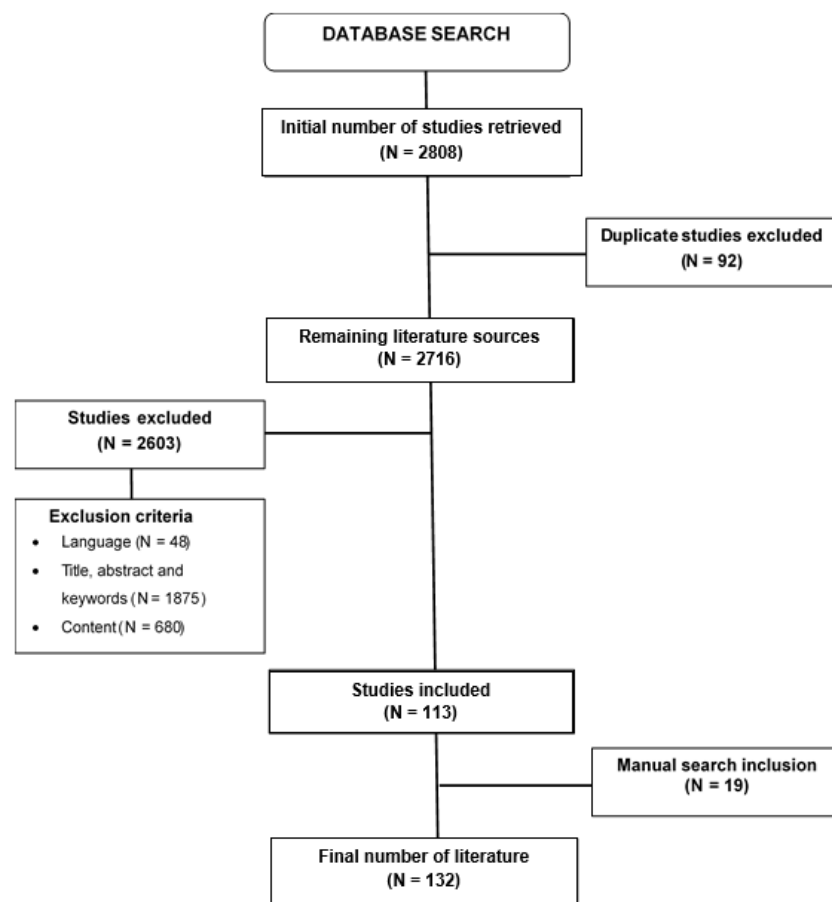 DATABASE SEARCH
Initial number of studies retrieved
(N = 2808)
Duplicate studies excluded
(N = 92)
Remaining literature sources
(N = 2716)
Studies excluded
(N = 2603)
Exclusion criteria
• Language (N = 48)
• Title, abstract and
keywords (N = 1875)
• Content (N = 680)
Studies included
(N = 113)
Manual search inclusion
(N = 19)
Final number of literature
(N = 132)